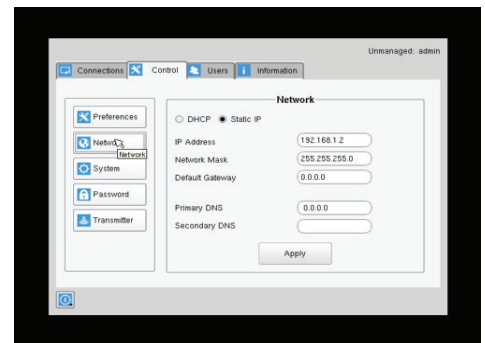 Unmanaged: admin
Connections Control Users Information
Preferences
Network
Network
System
Password
Transmitter
Network
DHCP Static IP
IP Address 192.168.1.2
Network Mask 255.255.255.0
Default Gateway 0.0.0.0
Primary DNS 0.0.0.0
Secondary DNS
Apply